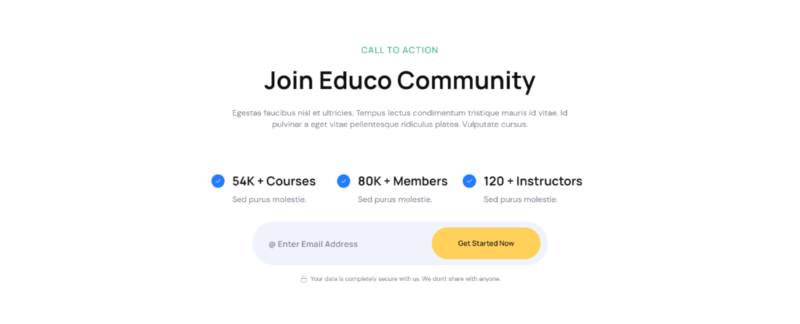 CALL TO ACTION
Join Educo Community
Egestas faucibus nisl et ultricies. Tempus lectus condimentum tristique mauris id vitae. Id
pulvinar a eget vitae pellentesque ridiculus platea. Vulputate cursus.
54K + Courses
Sed purus molestie.
80K + Members
Sed purus molestie.
120 + Instructors
Sed purus molestie.
@ Enter Email Address
Get Started Now
Your data is completely secure with us. We don't share with anyone.